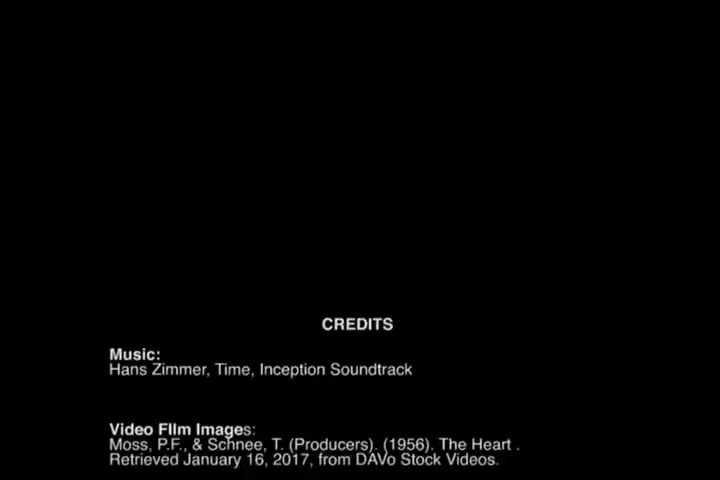 CREDITS
Music:
Hans Zimmer, Time, Inception Soundtrack
Video FIlm Images:
Moss, P.F., & Schnee, T. (Producers). (1956). The Heart .
Retrieved January 16, 2017, from DAVo Stock Videos.